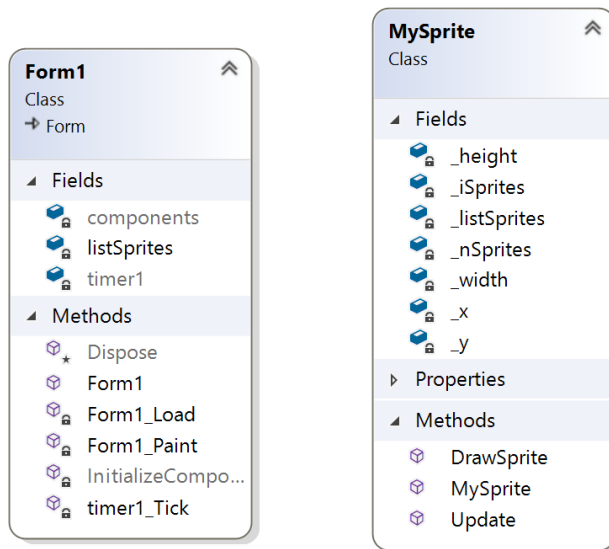 Form1
Class
Form
Fields
components
listSprites
timer1
Methods
Dispose
Form1
Form1_Load
Form1_Paint
InitializeCompo...
timer1_Tick
MySprite
Class
Fields
_height
_iSprites
_listSprites
_nSprites
_width
_x
_y
Properties
Methods
DrawSprite
MySprite
Update